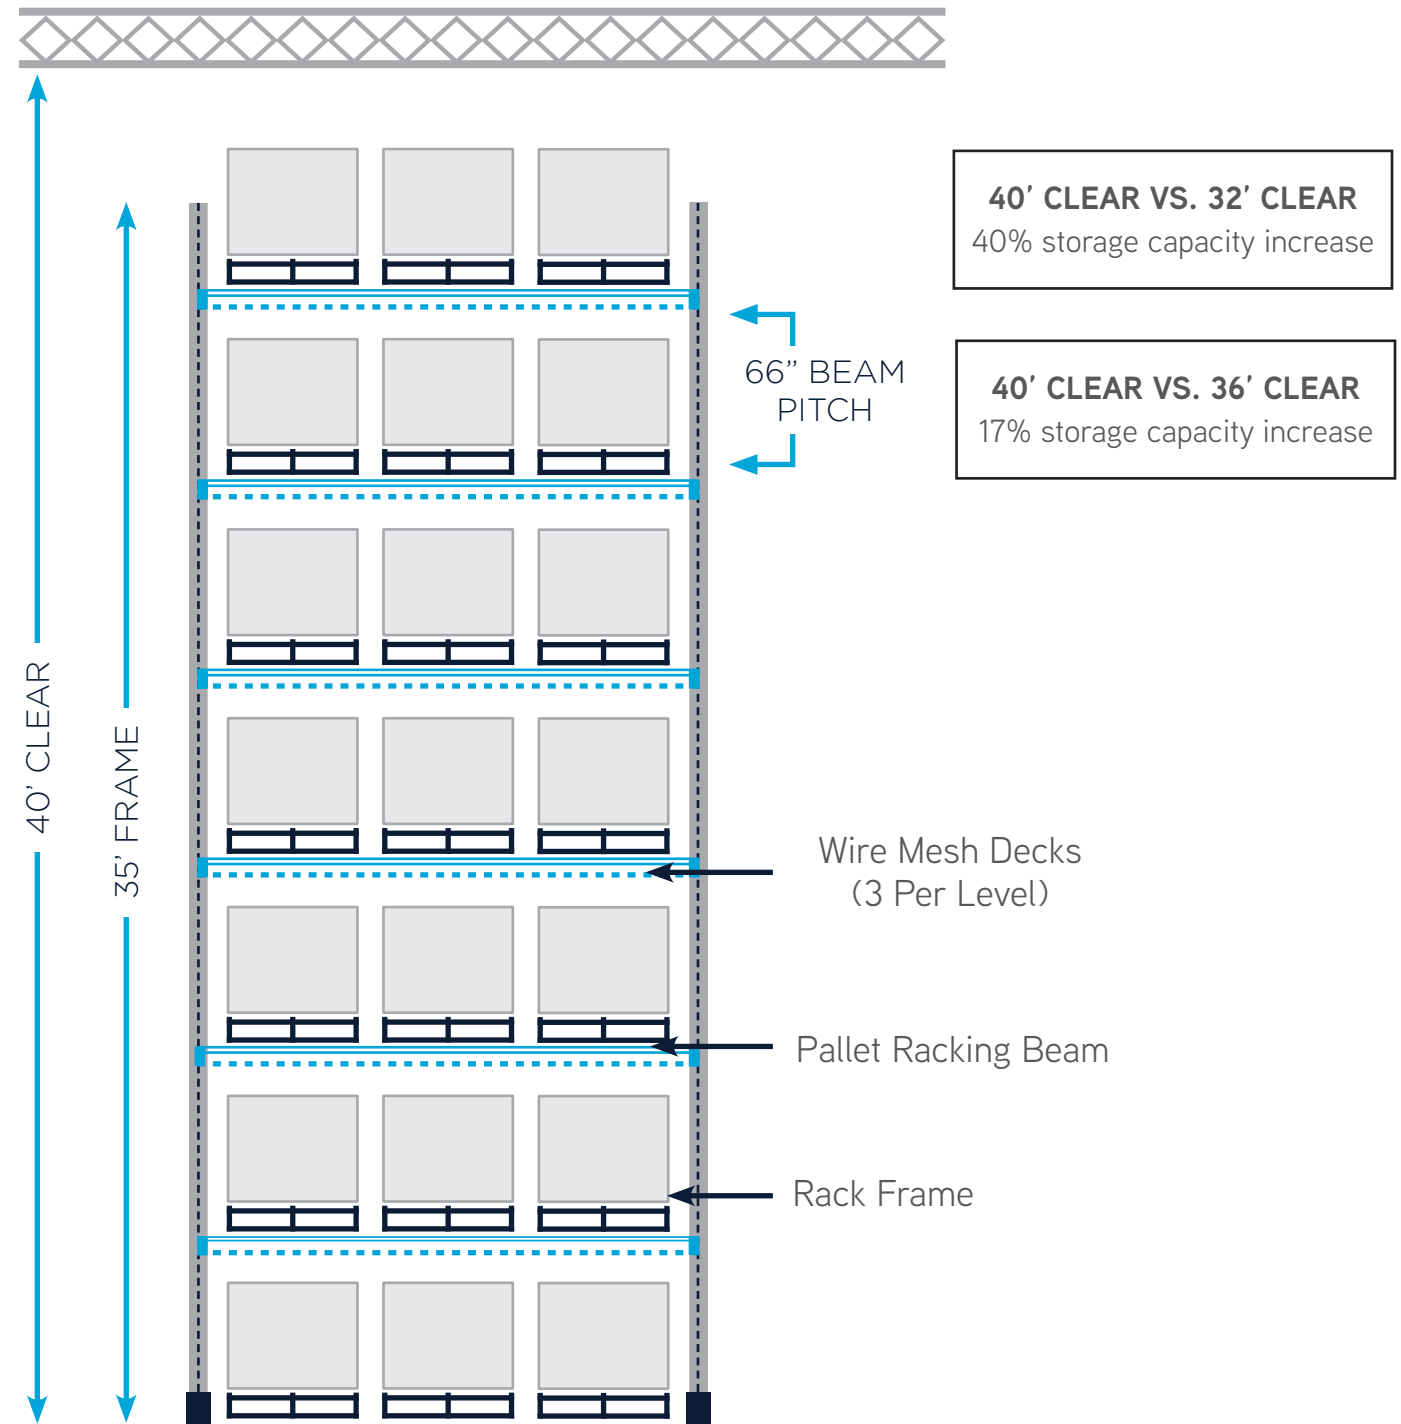 40’ CLEAR VS. 32’ CLEAR
40% storage capacity increase
40’ CLEAR VS. 36’ CLEAR
17% storage capacity increase
66” BEAM
PITCH
40’ CLEAR
35’ FRAME
Wire Mesh Decks
(3 Per Level)
Pallet Racking Beam
Rack Frame